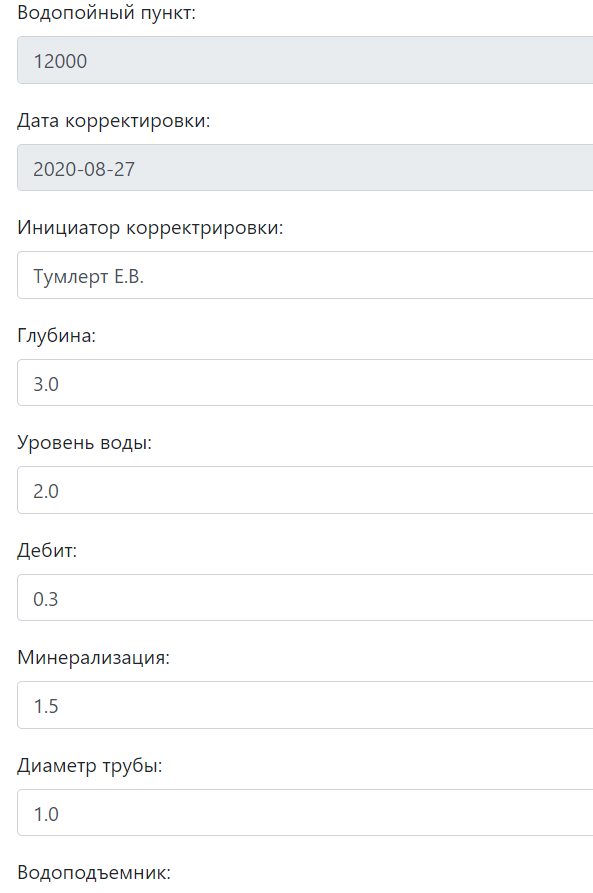 Водопойный пункт:
12000
Дата корректировки:
2020-08-27
Инициатор корректрировки:
Тумлерт Е.В.
Глубина:
3.0
Уровень воды:
2.0
Дебит:
0.3
Минерализация:
1.5
Диаметр трубы:
1.0
Водоподъемник: